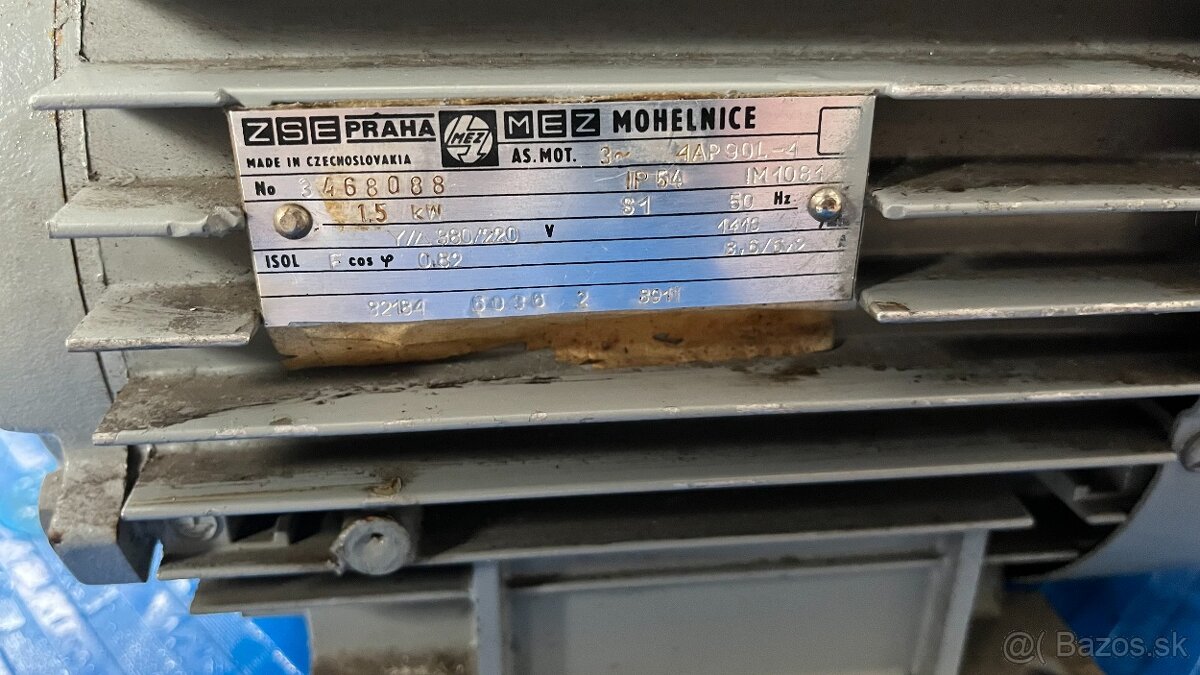 ZSE PRAHA MEZ MEZ MOHELNICE
MADE IN CZECHOSLOVAKIA AS. MOT. 3~ 4AP90L-4
No 3468088 IP 54 IM1081
1.5 kW S1 50 Hz
Y/Δ 380/220 V 1415
ISOL F cos φ 0.82 3,6/6,2
82184 6036 2 8911
@( Bazos.sk